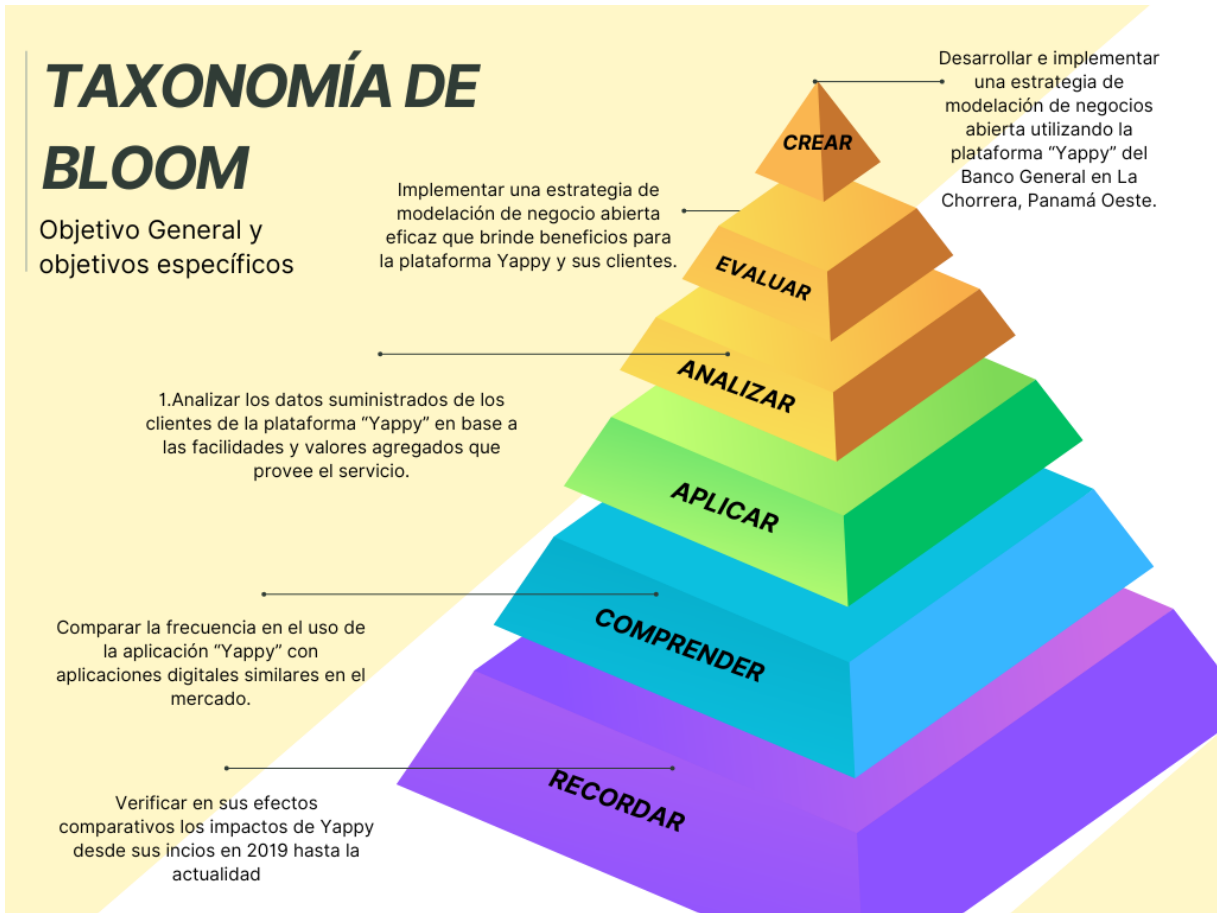 TAXONOMÍA DE
BLOOM
Objetivo General y
objetivos específicos
Desarrollar e implementar
una estrategia de
modelación de negocios
abierta utilizando la
plataforma “Yappy” del
Banco General en La
Chorrera, Panamá Oeste.
CREAR
Implementar una estrategia de
modelación de negocio abierta
eficaz que brinde beneficios para
la plataforma Yappy y sus clientes.
EVALUAR
ANALIZAR
1.Analizar los datos suministrados de los
clientes de la plataforma “Yappy” en base a
las facilidades y valores agregados que
provee el servicio.
APLICAR
COMPRENDER
Comparar la frecuencia en el uso de
la aplicación “Yappy” con
aplicaciones digitales similares en el
mercado.
RECORDAR
Verificar en sus efectos
comparativos los impactos de Yappy
desde sus incios en 2019 hasta la
actualidad